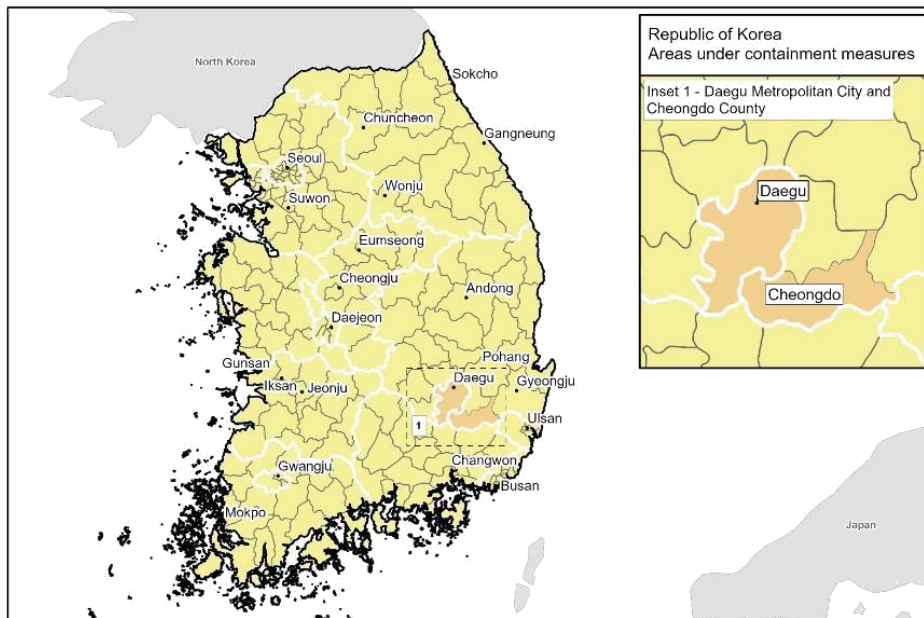 North Korea
Sokcho
Chuncheon
Gangneung
Seoul
Suwon
Wonju
Eumseong
Cheongju
Andong
Daejeon
Pohang
Gunsan
Iksan
Jeonju
Daegu
Gyeongju
1
Ulsan
Changwon
Gwangju
Busan
Mokpo
Japan
Republic of Korea
Areas under containment measures
Inset 1 - Daegu Metropolitan City and
Cheongdo County
Daegu
Cheongdo